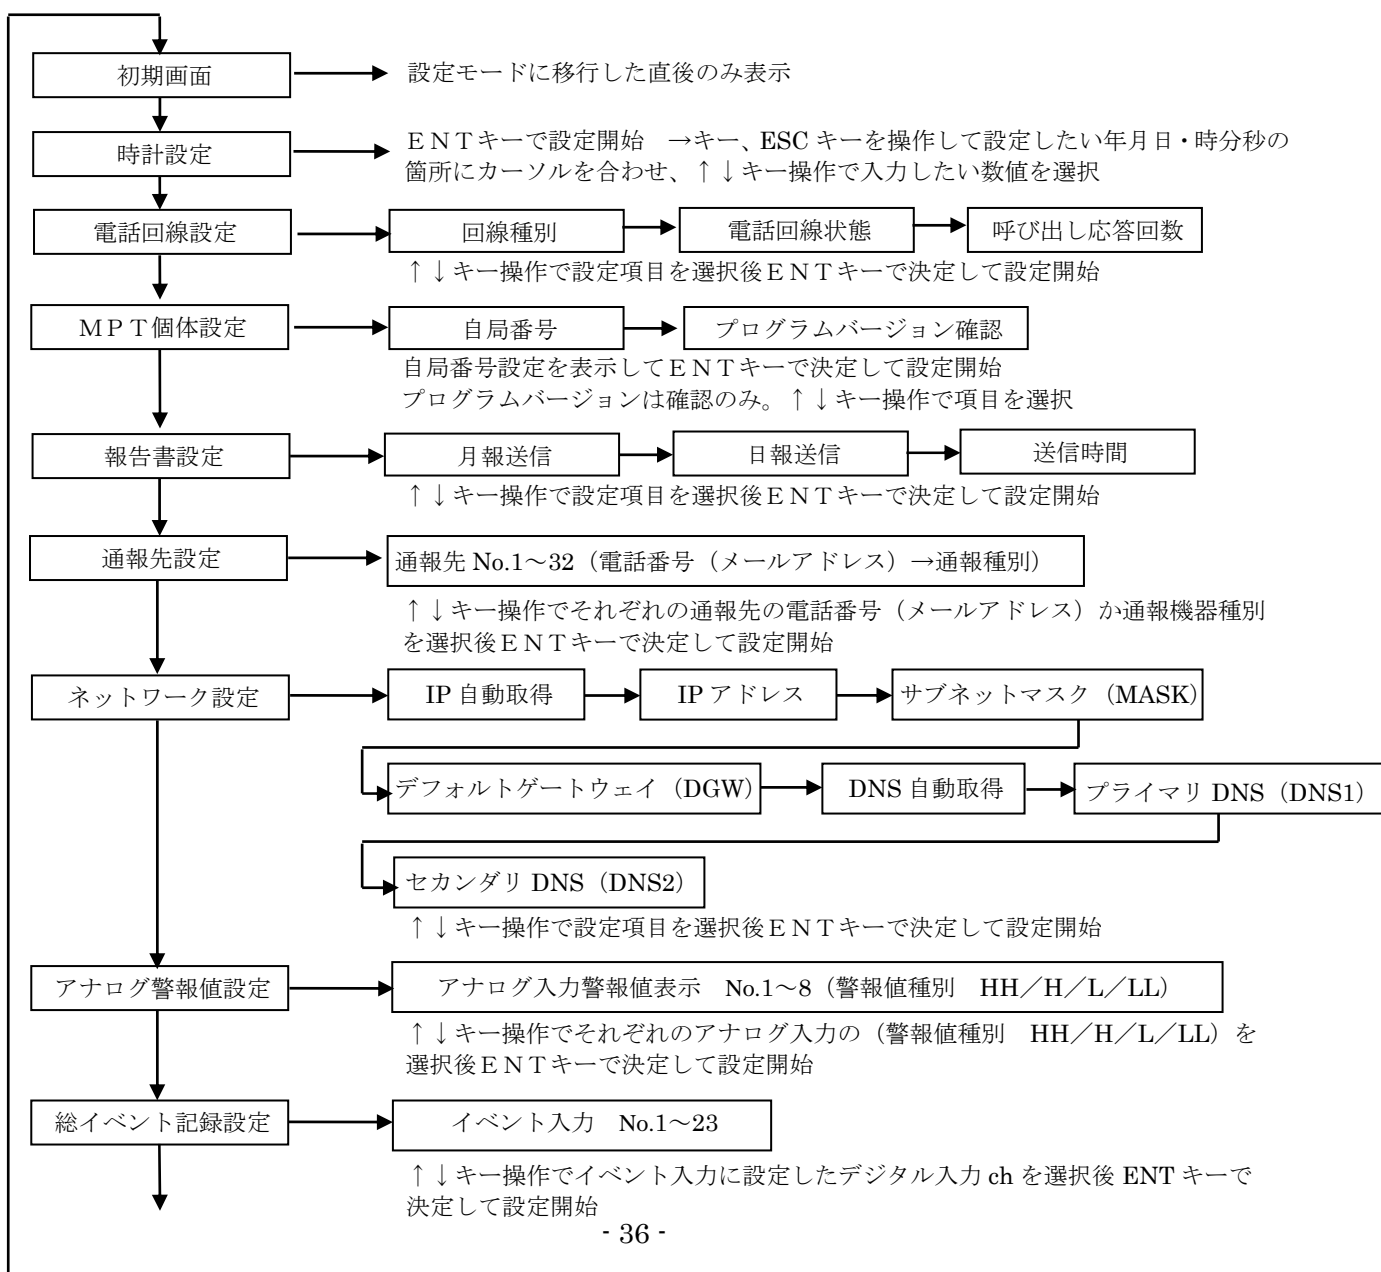 初期画面
設定モードに移行した直後のみ表示
時計設定
ＥＮＴキーで設定開始　→キー、ESC キーを操作して設定したい年月日・時分秒の
箇所にカーソルを合わせ、↑↓キー操作で入力したい数値を選択
電話回線設定
回線種別
電話回線状態
呼び出し応答回数
↑↓キー操作で設定項目を選択後ＥＮＴキーで決定して設定開始
ＭＰＴ個体設定
自局番号
プログラムバージョン確認
自局番号設定を表示してＥＮＴキーで決定して設定開始
プログラムバージョンは確認のみ。↑↓キー操作で項目を選択
報告書設定
月報送信
日報送信
送信時間
↑↓キー操作で設定項目を選択後ＥＮＴキーで決定して設定開始
通報先設定
通報先 No.1～32（電話番号（メールアドレス）→通報種別）
↑↓キー操作でそれぞれの通報先の電話番号（メールアドレス）か通報機器種別
を選択後ＥＮＴキーで決定して設定開始
ネットワーク設定
IP 自動取得
IP アドレス
サブネットマスク（MASK）
デフォルトゲートウェイ（DGW）
DNS 自動取得
プライマリ DNS（DNS1）
セカンダリ DNS（DNS2）
↑↓キー操作で設定項目を選択後ＥＮＴキーで決定して設定開始
アナログ警報値設定
アナログ入力警報値表示　No.1～8（警報値種別　HH／H／L／LL）
↑↓キー操作でそれぞれのアナログ入力の（警報値種別　HH／H／L／LL）を
選択後ＥＮＴキーで決定して設定開始
総イベント記録設定
イベント入力　No.1～23
↑↓キー操作でイベント入力に設定したデジタル入力 ch を選択後 ENT キーで
決定して設定開始
- 36 -